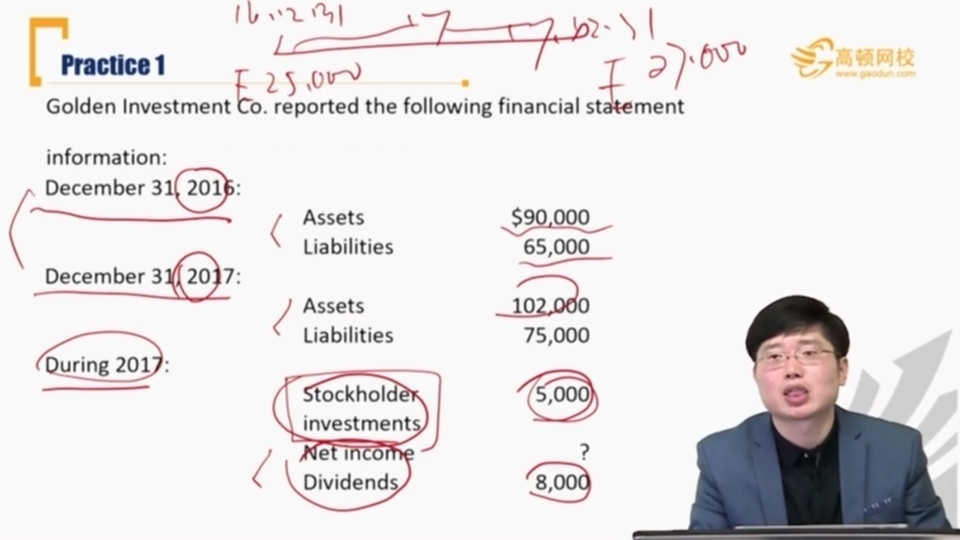 16.12.31
12.31
E 25,000
E 27.000
Practice 1
高顿网校
www.gaodun.com
Golden Investment Co. reported the following financial statement
information:
December 31, 2016:
Assets $90,000
Liabilities 65,000
December 31, 2017:
Assets 102,000
Liabilities 75,000
During 2017:
Stockholder 5,000
investments
Net income ?
Dividends 8,000